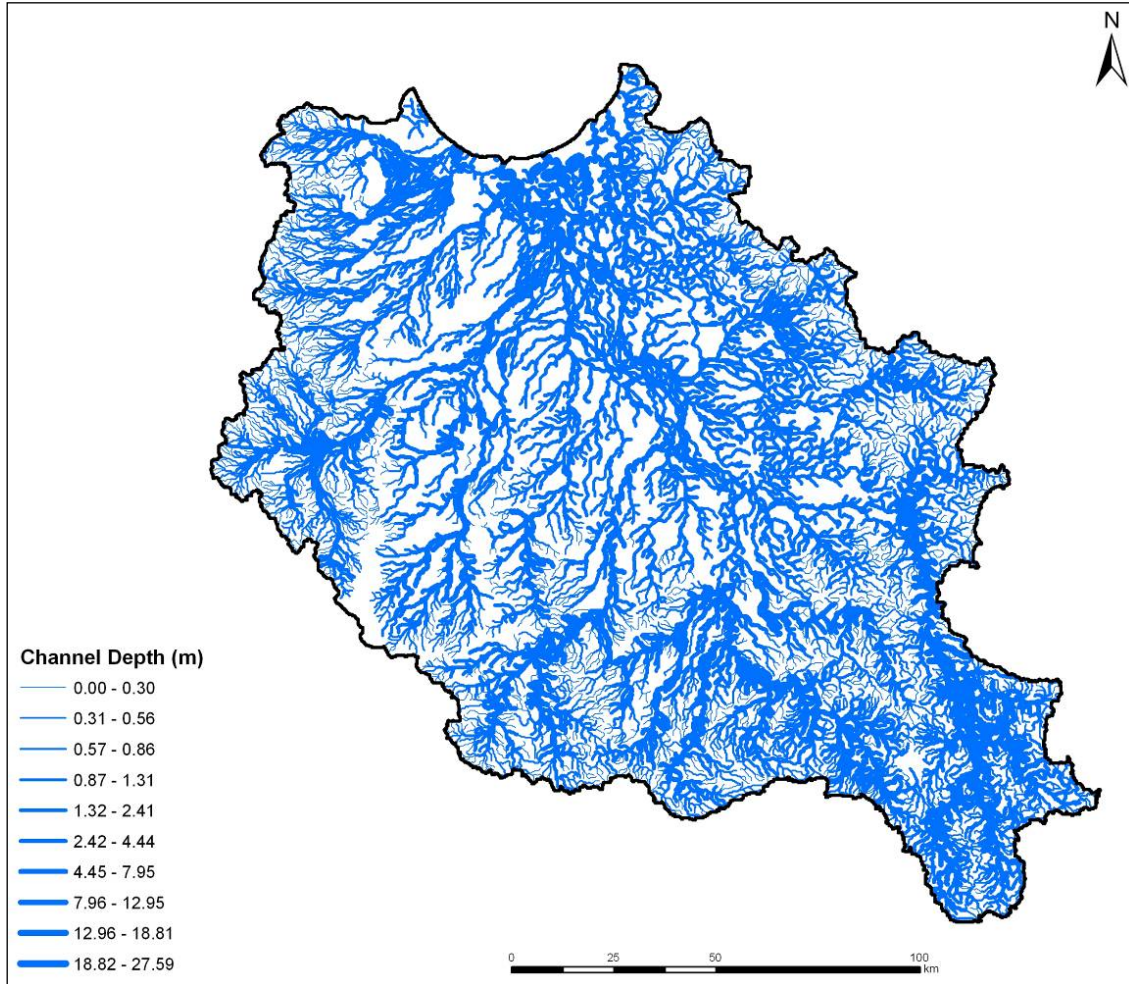 N
Channel Depth (m)
0.00 - 0.30
0.31 - 0.56
0.57 - 0.86
0.87 - 1.31
1.32 - 2.41
2.42 - 4.44
4.45 - 7.95
7.96 - 12.95
12.96 - 18.81
18.82 - 27.59
0 25 50 100
km